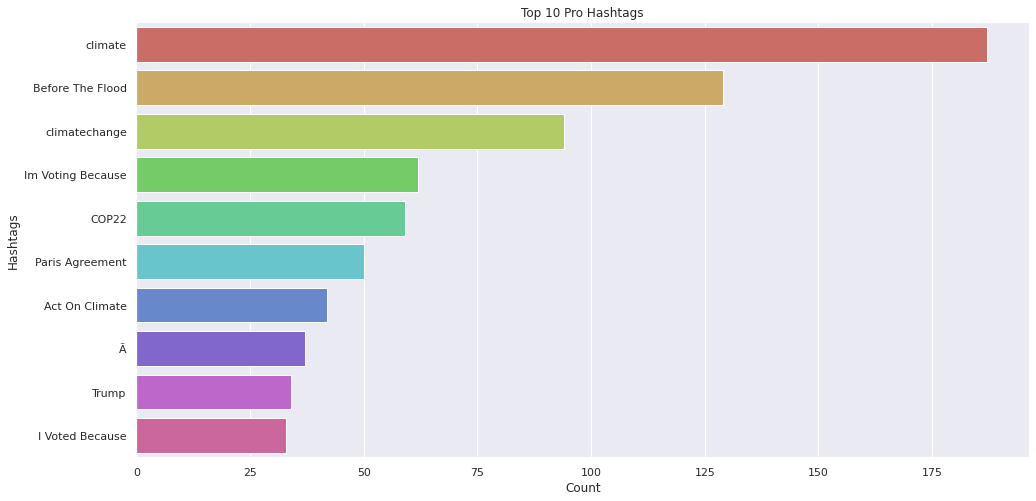 Top 10 Pro Hashtags
climate
Before The Flood
climatechange
Im Voting Because
COP22
Paris Agreement
Act On Climate
Ā
Trump
I Voted Because
Hashtags
0 25 50 75 100 125 150 175
Count